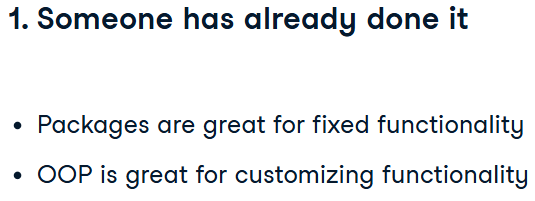 1. Someone has already done it
• Packages are great for fixed functionality
• OOP is great for customizing functionality